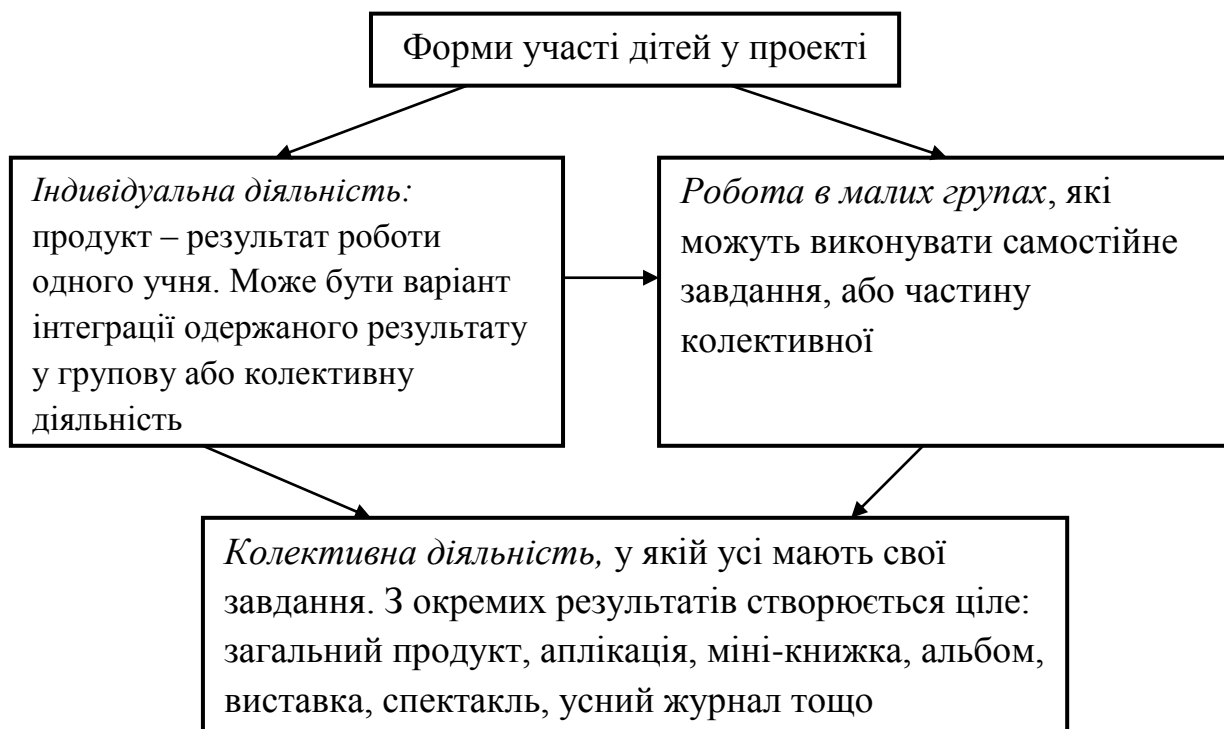 Форми участі дітей у проекті
Індивідуальна діяльність:
продукт – результат роботи
одного учня. Може бути варіант
інтеграції одержаного результату
у групову або колективну
діяльність
Робота в малих групах, які
можуть виконувати самостійне
завдання, або частину
колективної
Колективна діяльність, у якій усі мають свої
завдання. З окремих результатів створюється ціле:
загальний продукт, аплікація, міні-книжка, альбом,
виставка, спектакль, усний журнал тощо